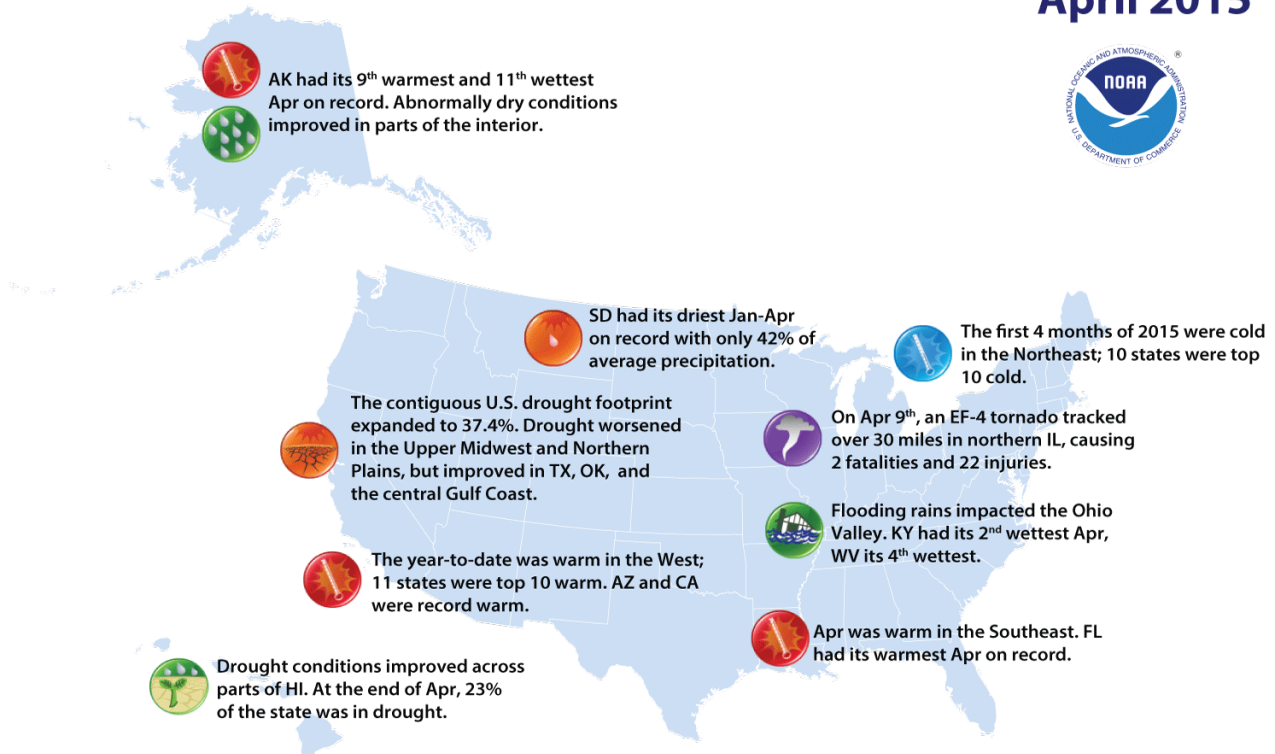 April 2015
AK had its 9th warmest and 11th wettest
Apr on record. Abnormally dry conditions
improved in parts of the interior.
NATIONAL OCEANIC AND ATMOSPHERIC ADMINISTRATION
®
NOAA
U.S. DEPARTMENT OF COMMERCE
SD had its driest Jan-Apr
on record with only 42% of
average precipitation.
The first 4 months of 2015 were cold
in the Northeast; 10 states were top
10 cold.
The contiguous U.S. drought footprint
expanded to 37.4%. Drought worsened
in the Upper Midwest and Northern
Plains, but improved in TX, OK, and
the central Gulf Coast.
On Apr 9th, an EF-4 tornado tracked
over 30 miles in northern IL, causing
2 fatalities and 22 injuries.
Flooding rains impacted the Ohio
Valley. KY had its 2nd wettest Apr,
WV its 4th wettest.
The year-to-date was warm in the West;
11 states were top 10 warm. AZ and CA
were record warm.
Apr was warm in the Southeast. FL
had its warmest Apr on record.
Drought conditions improved across
parts of HI. At the end of Apr, 23%
of the state was in drought.